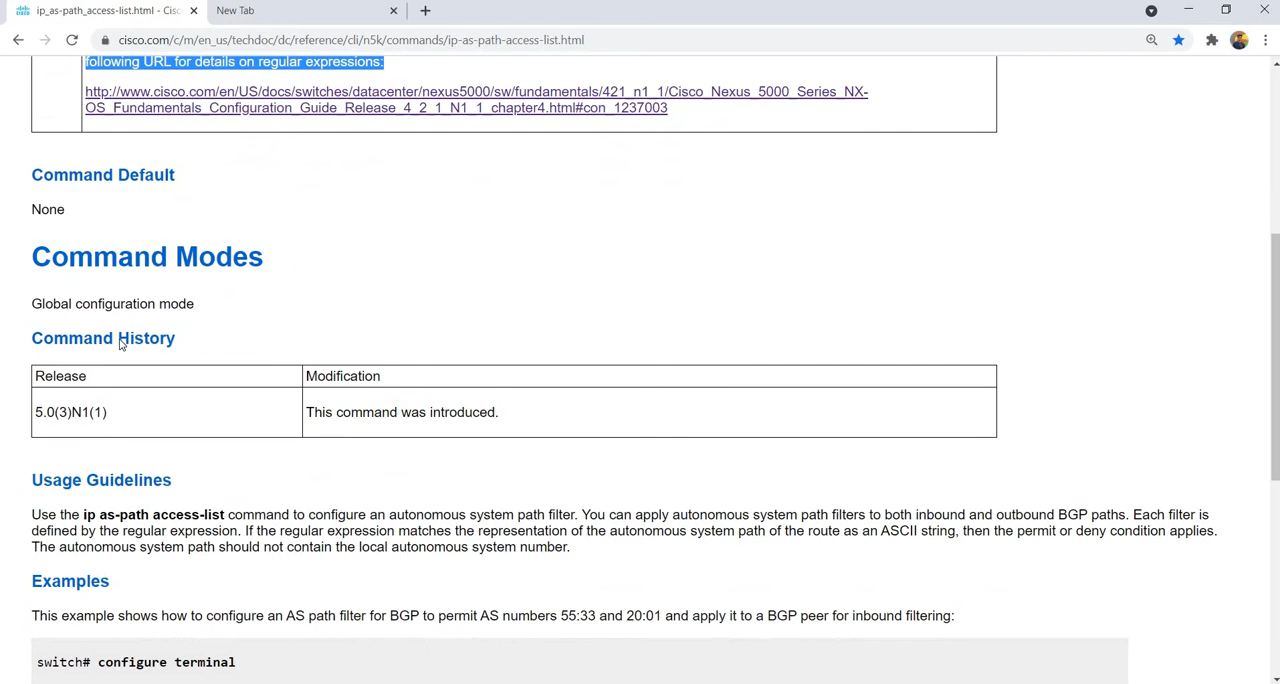 ip_as-path_access-list.html - Cisc
New Tab
cisco.com/c/m/en_us/techdoc/dc/reference/cli/n5k/commands/ip-as-path-access-list.html
following URL for details on regular expressions:
http://www.cisco.com/en/US/docs/switches/datacenter/nexus5000/sw/fundamentals/421_n1_1/Cisco_Nexus_5000_Series_NX-
OS_Fundamentals_Configuration_Guide_Release_4_2_1_N1_1_chapter4.html#con_1237003
Command Default
None
Command Modes
Global configuration mode
Command History
Release Modification
5.0(3)N1(1) This command was introduced.
Usage Guidelines
Use the ip as-path access-list command to configure an autonomous system path filter. You can apply autonomous system path filters to both inbound and outbound BGP paths. Each filter is
defined by the regular expression. If the regular expression matches the representation of the autonomous system path of the route as an ASCII string, then the permit or deny condition applies.
The autonomous system path should not contain the local autonomous system number.
Examples
This example shows how to configure an AS path filter for BGP to permit AS numbers 55:33 and 20:01 and apply it to a BGP peer for inbound filtering:
switch# configure terminal